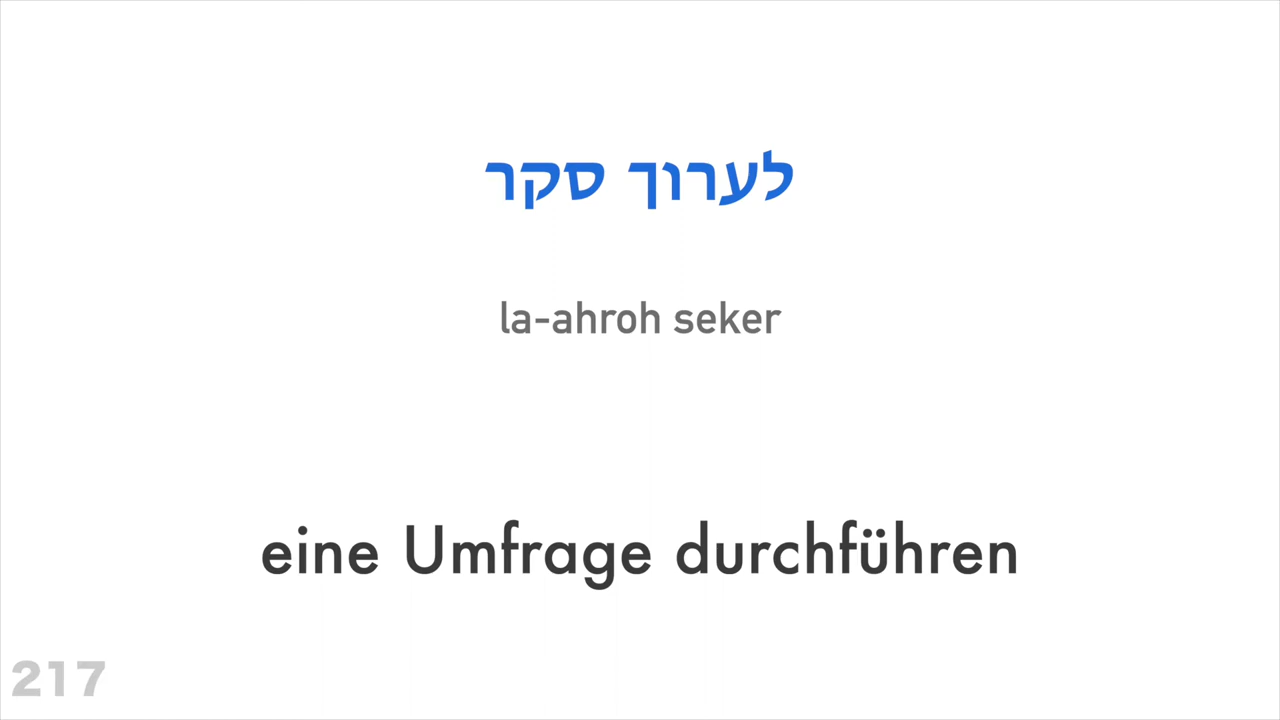 לערוך סקר
la-ahroh seker
eine Umfrage durchführen
217